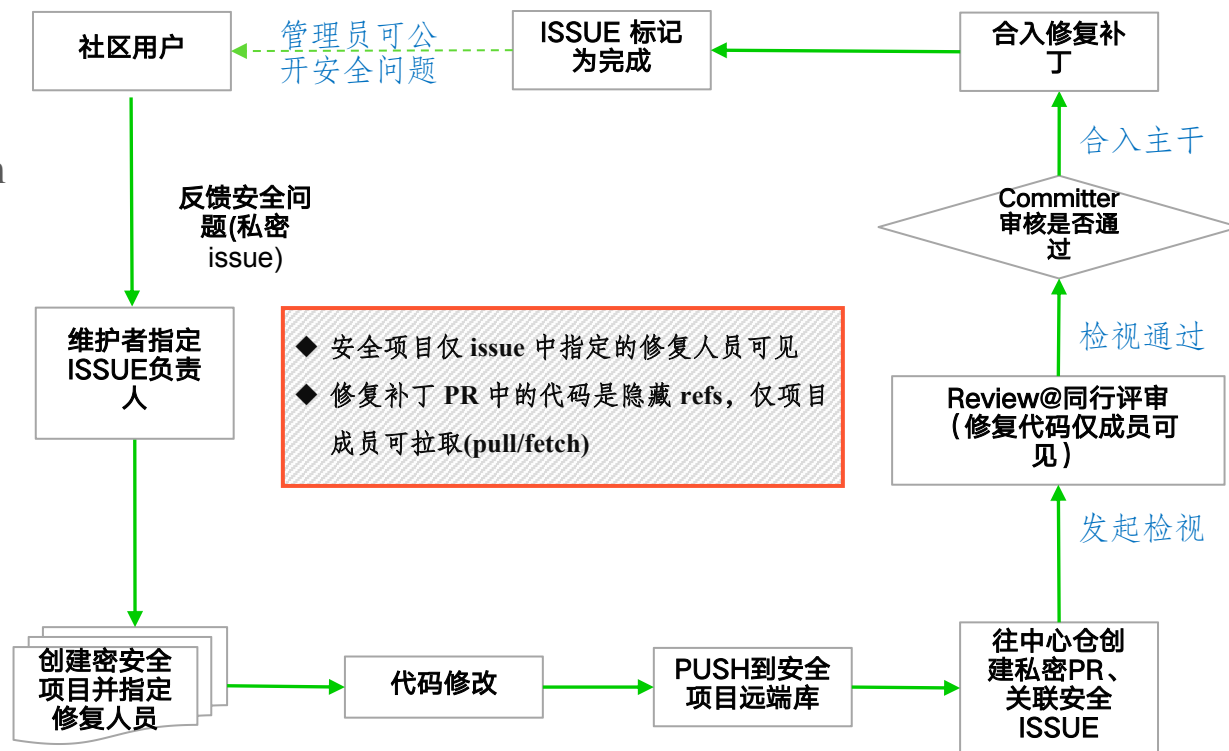 社区用户
管理员可公
开安全问题
ISSUE 标记
为完成
合入修复补
丁
合入主干
n
反馈安全问
题(私密
issue)
Committer
审核是否通
过
维护者指定
ISSUE负责
人
◆ 安全项目仅 issue 中指定的修复人员可见
◆ 修复补丁 PR 中的代码是隐藏 refs，仅项目
成员可拉取(pull/fetch)
检视通过
Review@同行评审
（修复代码仅成员可
见）
发起检视
创建密安全
项目并指定
修复人员
代码修改
PUSH到安全
项目远端库
往中心仓创
建私密PR、
关联安全
ISSUE